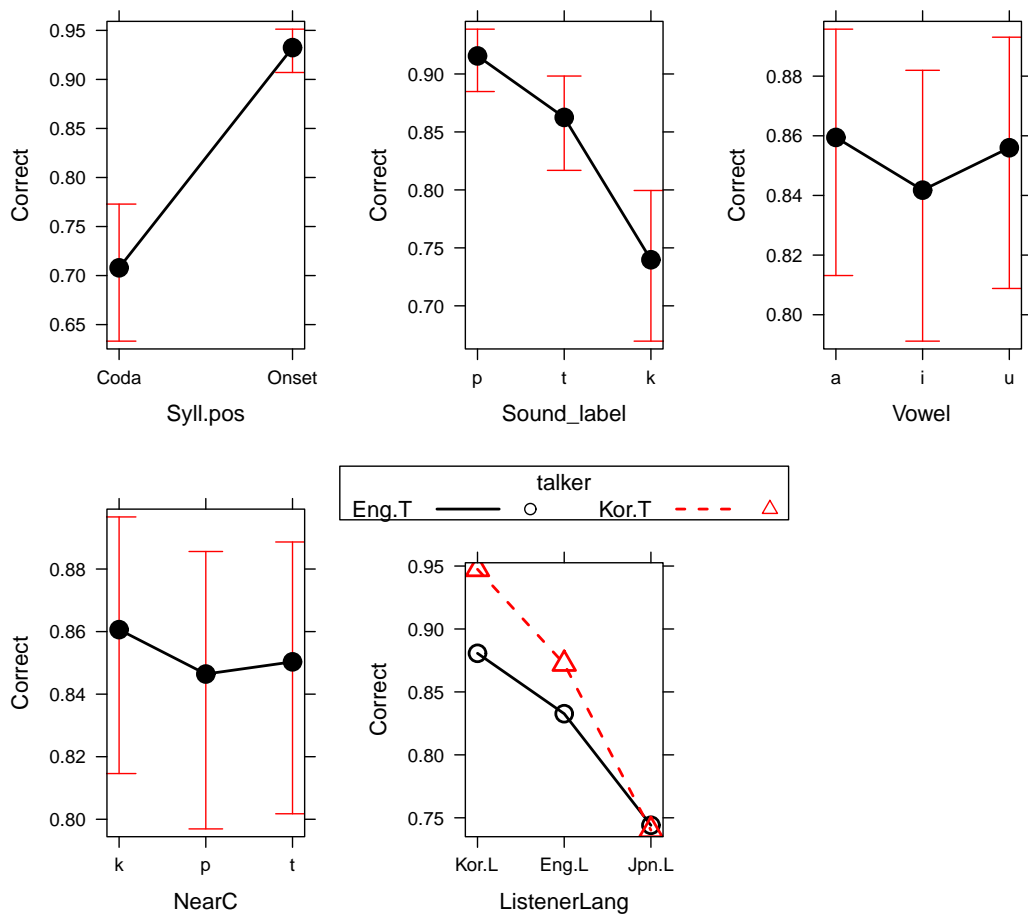 0.95
0.90
0.85
0.80
0.75
0.70
0.65
Correct
Coda Onset
Syll.pos
0.90
0.85
0.80
0.75
0.70
Correct
p t k
Sound_label
0.88
0.86
0.84
0.82
0.80
Correct
a i u
Vowel
0.88
0.86
0.84
0.82
0.80
Correct
k p t
NearC
talker
Eng.T Kor.T
0.95
0.90
0.85
0.80
0.75
Correct
Kor.L Eng.L Jpn.L
ListenerLang